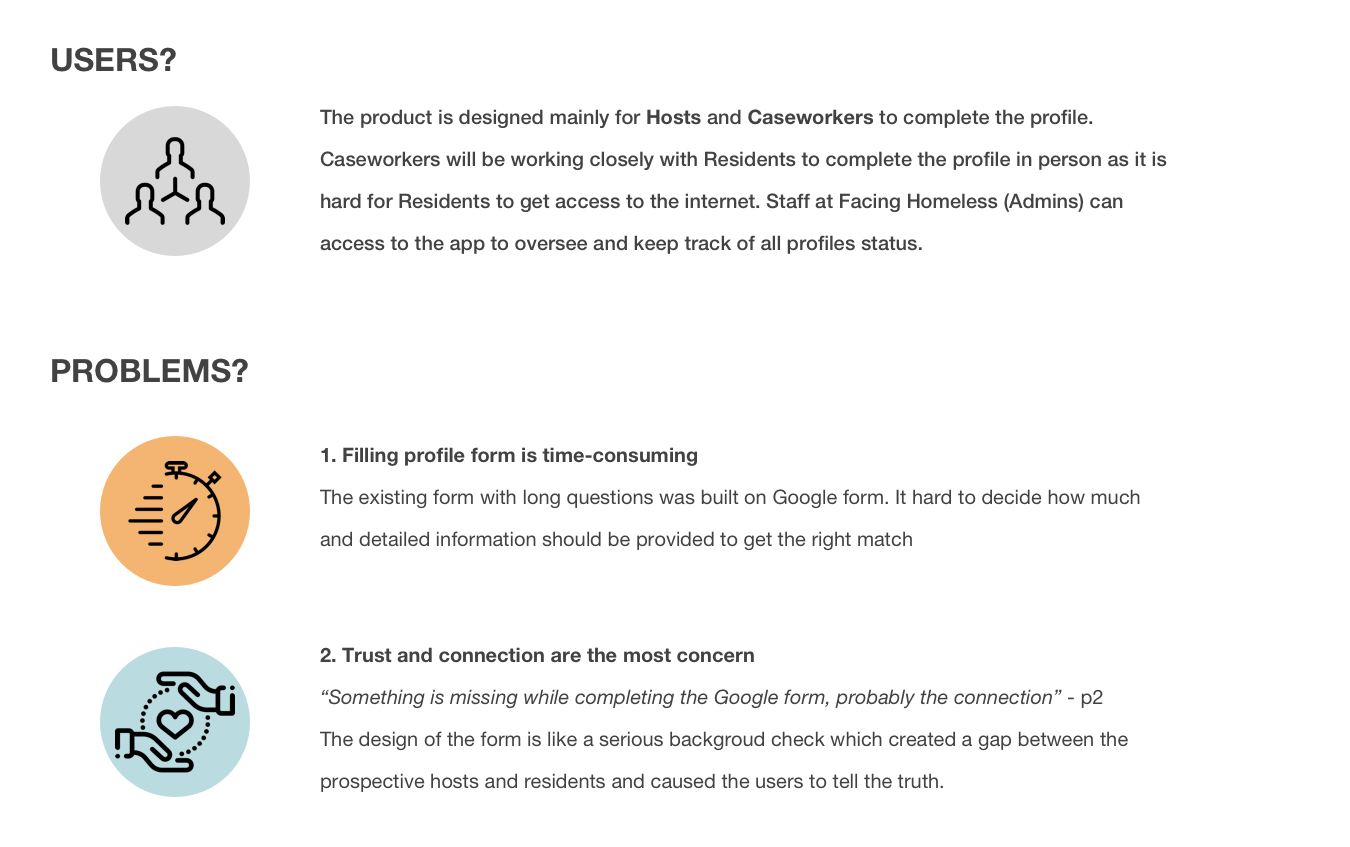 USERS?
The product is designed mainly for Hosts and Caseworkers to complete the profile.
Caseworkers will be working closely with Residents to complete the profile in person as it is
hard for Residents to get access to the internet. Staff at Facing Homeless (Admins) can
access to the app to oversee and keep track of all profiles status.
PROBLEMS?
1. Filling profile form is time-consuming
The existing form with long questions was built on Google form. It hard to decide how much
and detailed information should be provided to get the right match
2. Trust and connection are the most concern
“Something is missing while completing the Google form, probably the connection” - p2
The design of the form is like a serious backgroud check which created a gap between the
prospective hosts and residents and caused the users to tell the truth.